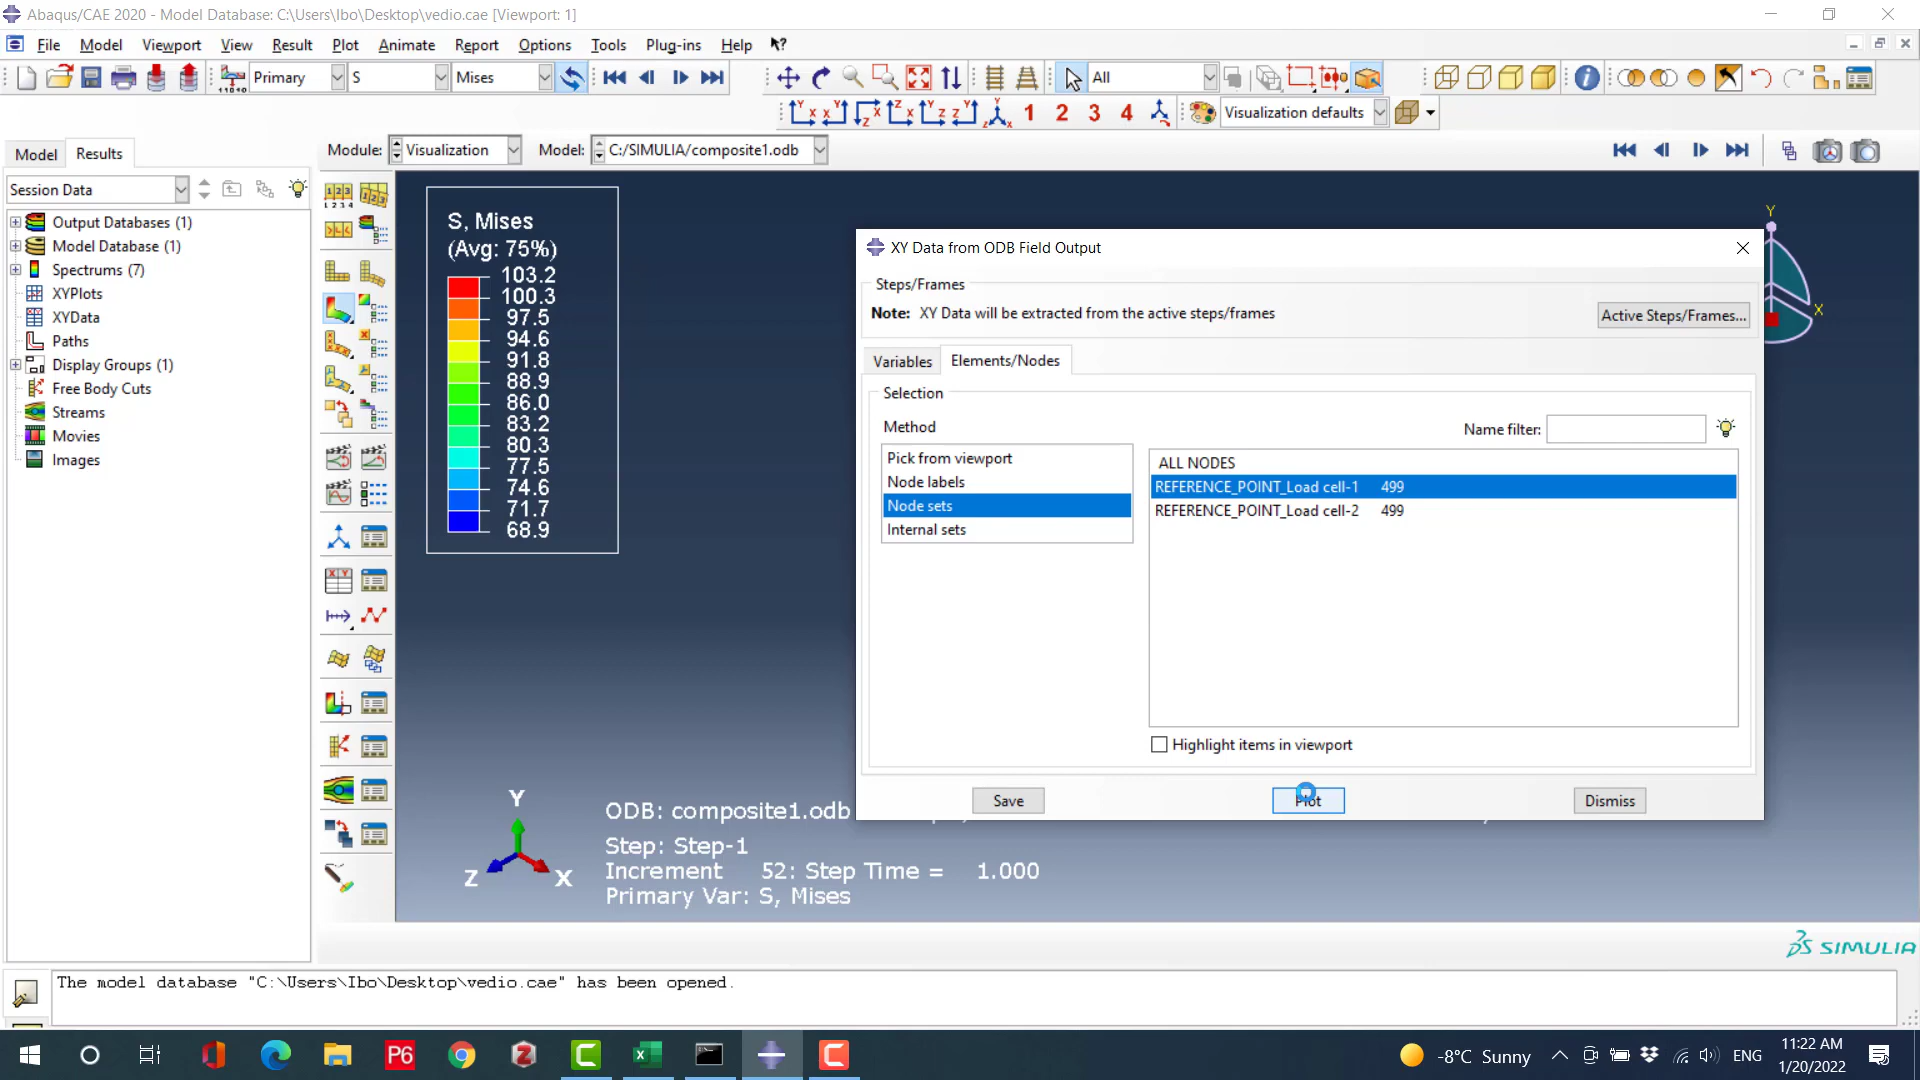 Abaqus/CAE 2020 - Model Database: C:\Users\Ibo\Desktop\vedio.cae [Viewport: 1]
File Model Viewport View Result Plot Animate Report Options Tools Plug-ins Help
Primary S Mises All
1 2 3 4 Visualization defaults
Model Results Module: Visualization Model: C:/SIMULIA/composite1.odb
Session Data
Output Databases (1)
Model Database (1)
Spectrums (7)
XYPlots
XYData
Paths
Display Groups (1)
Free Body Cuts
Streams
Movies
Images
S, Mises
(Avg: 75%)
103.2
100.3
97.5
94.6
91.8
88.9
86.0
83.2
80.3
77.5
74.6
71.7
68.9
XY Data from ODB Field Output
Steps/Frames
Note: XY Data will be extracted from the active steps/frames
Active Steps/Frames...
Variables Elements/Nodes
Selection
Method
Name filter:
Pick from viewport
Node labels
Node sets
Internal sets
ALL NODES
REFERENCE_POINT_Load cell-1 499
REFERENCE_POINT_Load cell-2 499
Highlight items in viewport
Save Plot Dismiss
Y
X
Y
Z X
ODB: composite1.odb
Step: Step-1
Increment 52: Step Time = 1.000
Primary Var: S, Mises
SIMULIA
The model database "C:\Users\Ibo\Desktop\vedio.cae" has been opened.
-8°C Sunny ENG
11:22 AM
1/20/2022